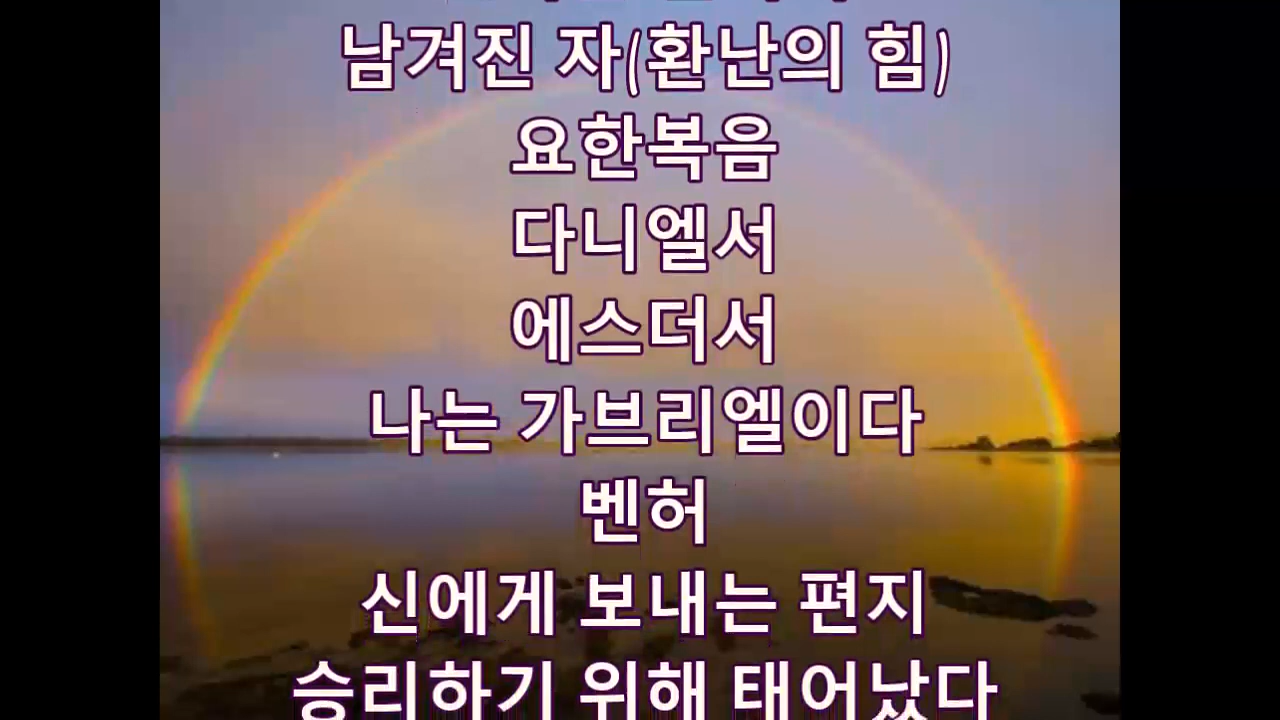 남겨진 자(환난의 힘)
요한복음
다니엘서
에스더서
나는 가브리엘이다
벤허
신에게 보내는 편지
승리하기 위해 태어났다